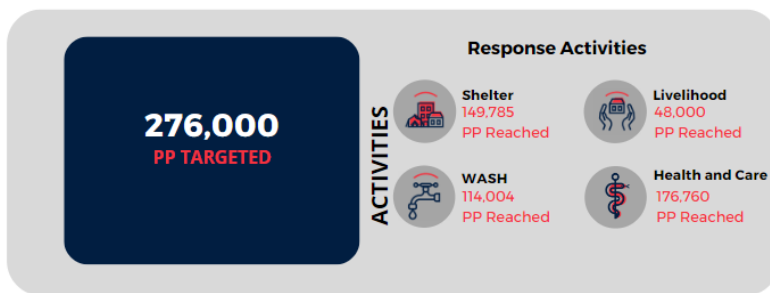 276,000
PP TARGETED
ACTIVITIES
Response Activities
Shelter
149,785
PP Reached
Livelihood
48,000
PP Reached
WASH
114,004
PP Reached
Health and Care
176,760
PP Reached